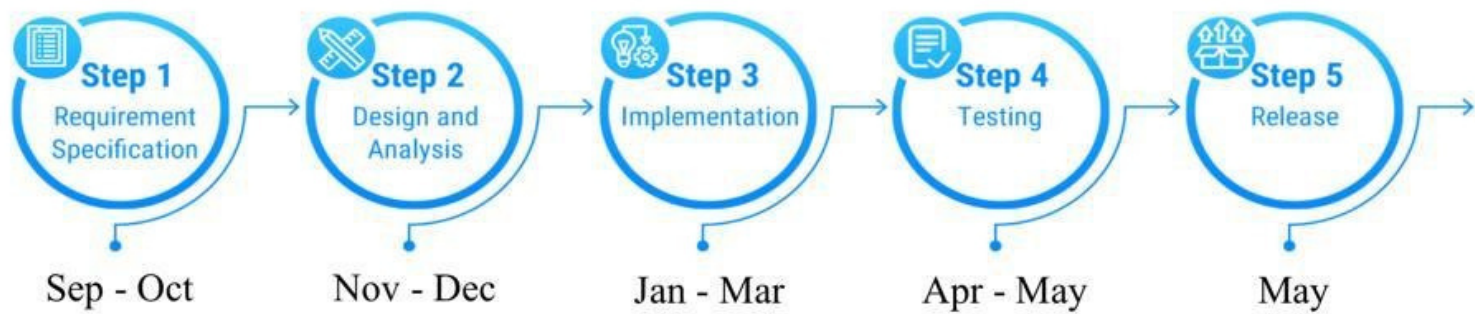 Step 1
Requirement
Specification
Step 2
Design and
Analysis
Step 3
Implementation
Step 4
Testing
Step 5
Release
Sep - Oct
Nov - Dec
Jan - Mar
Apr - May
May